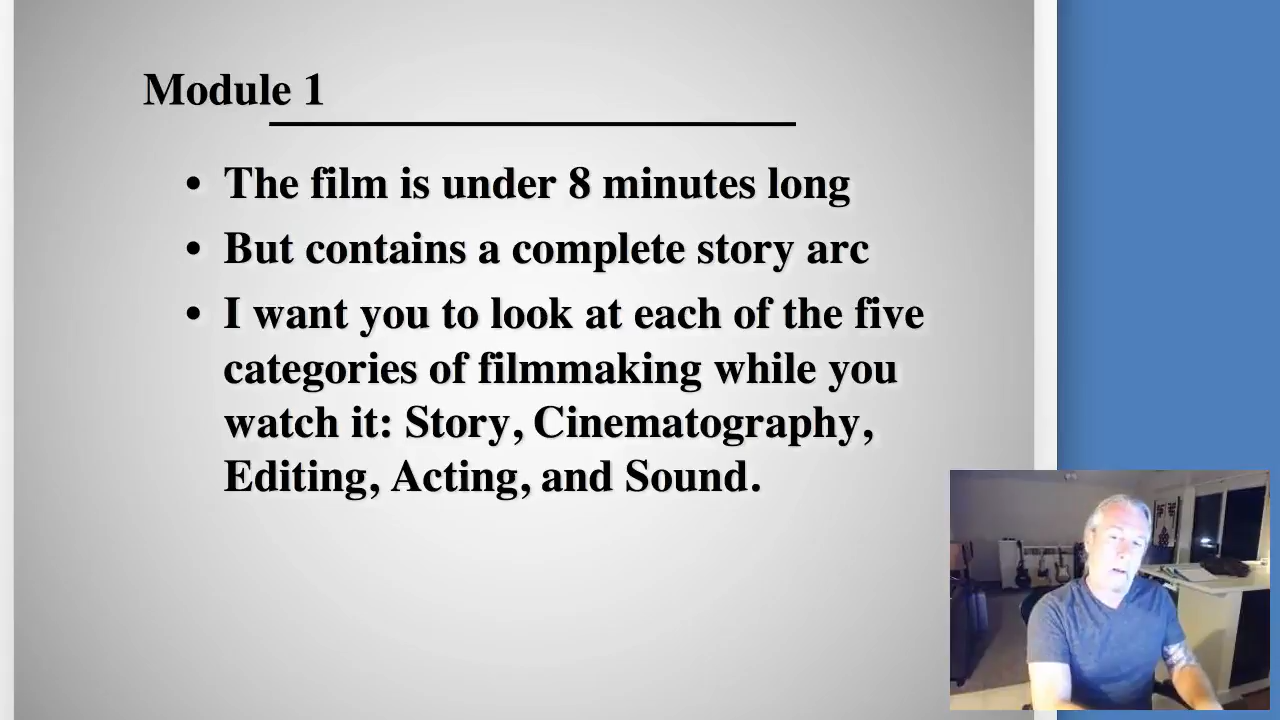 Module 1
• The film is under 8 minutes long
• But contains a complete story arc
• I want you to look at each of the five
categories of filmmaking while you
watch it: Story, Cinematography,
Editing, Acting, and Sound.